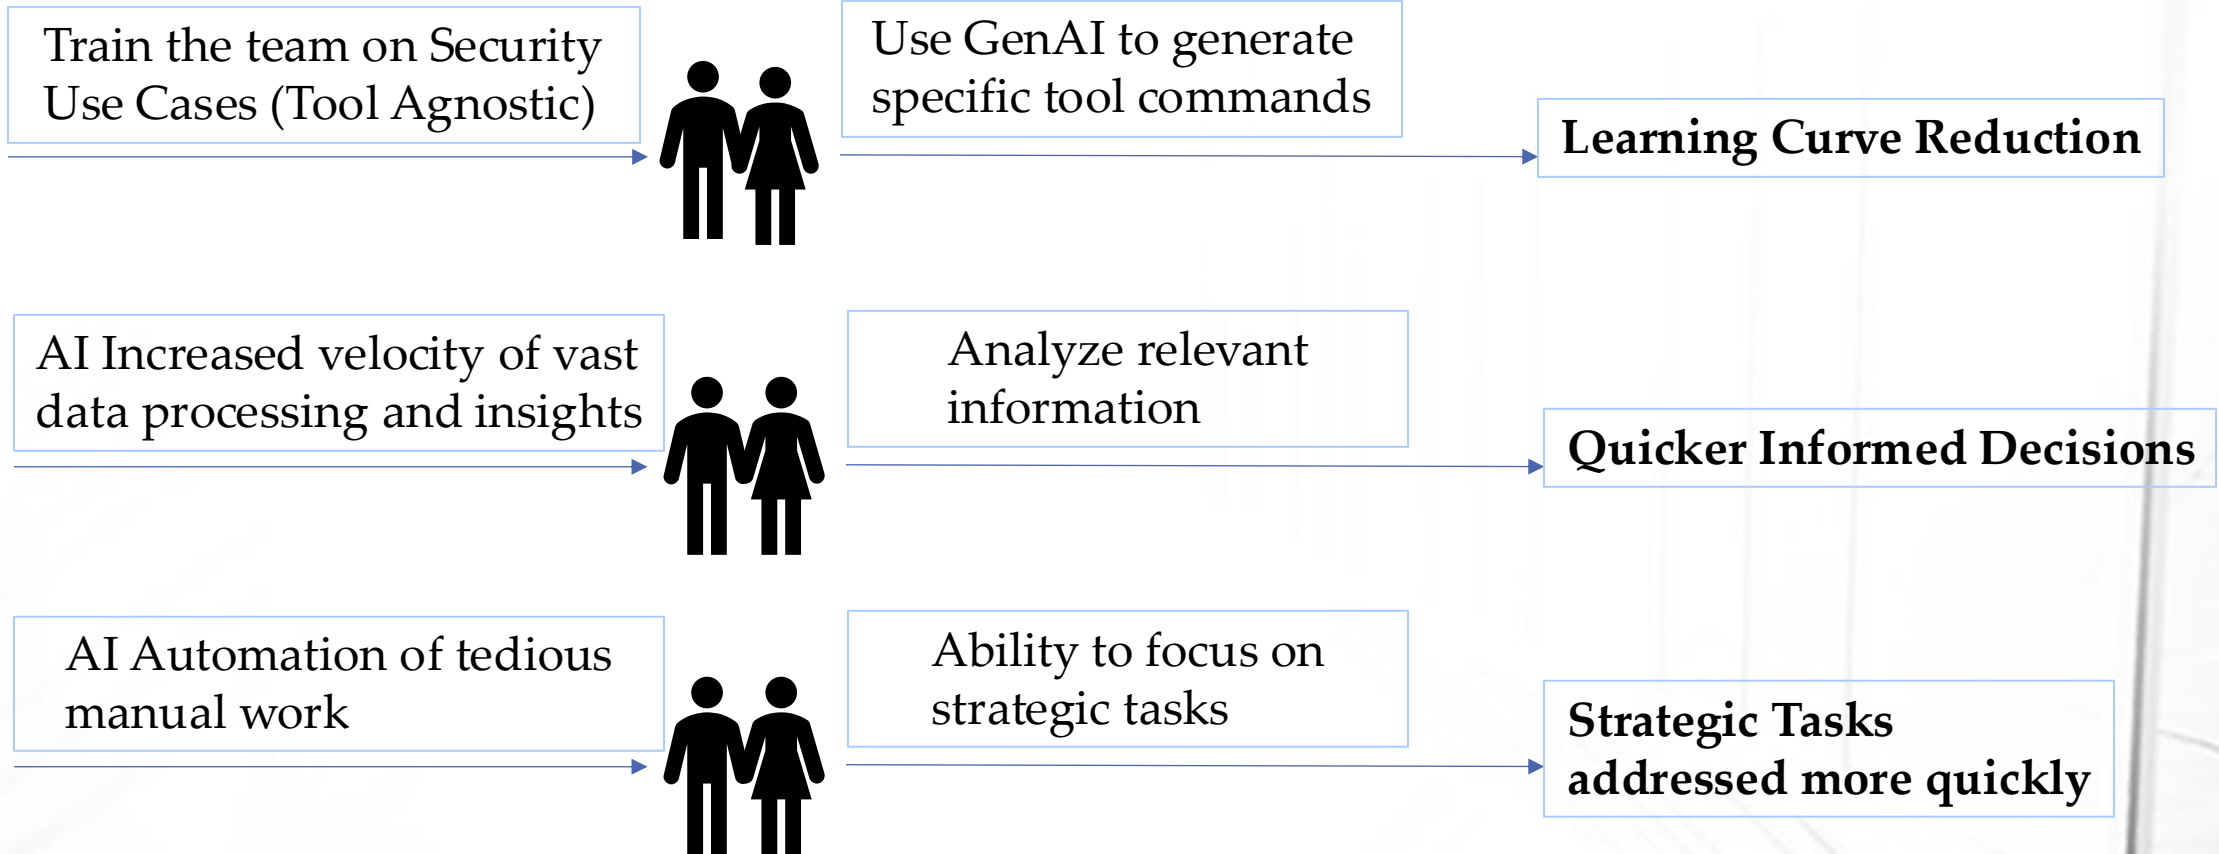 Train the team on Security
Use Cases (Tool Agnostic)
Use GenAI to generate
specific tool commands
Learning Curve Reduction
AI Increased velocity of vast
data processing and insights
Analyze relevant
information
Quicker Informed Decisions
AI Automation of tedious
manual work
Ability to focus on
strategic tasks
Strategic Tasks
addressed more quickly